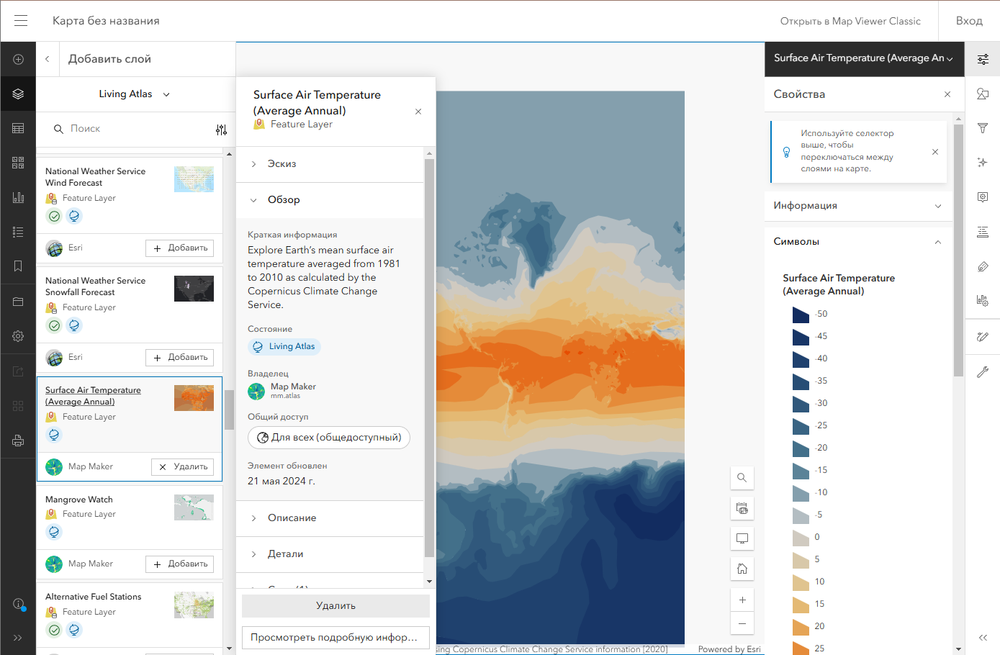 Карта без названия
Открыть в Map Viewer Classic
Вход
Добавить слой
Living Atlas
Поиск
National Weather Service
Wind Forecast
Feature Layer
Esri
Добавить
National Weather Service
Snowfall Forecast
Feature Layer
Esri
Добавить
Surface Air Temperature
(Average Annual)
Feature Layer
Map Maker
Удалить
Mangrove Watch
Feature Layer
Map Maker
Добавить
Alternative Fuel Stations
Feature Layer
Surface Air Temperature
(Average Annual)
Feature Layer
Эскиз
Обзор
Краткая информация
Explore Earth's mean surface air
temperature averaged from 1981
to 2010 as calculated by the
Copernicus Climate Change
Service.
Состояние
Living Atlas
Владелец
Map Maker
mm.atlas
Общий доступ
Для всех (общедоступный)
Элемент обновлен
21 мая 2024 г.
Описание
Детали
Удалить
Просмотреть подробную инфор...
Copernicus Climate Change Service information [2020]
Powered by Esri
Surface Air Temperature (Average An
Свойства
Используйте селектор
выше, чтобы
переключаться между
слоями на карте.
Информация
Символы
Surface Air Temperature
(Average Annual)
-50
-45
-40
-35
-30
-25
-20
-15
-10
-5
0
5
10
15
20
25